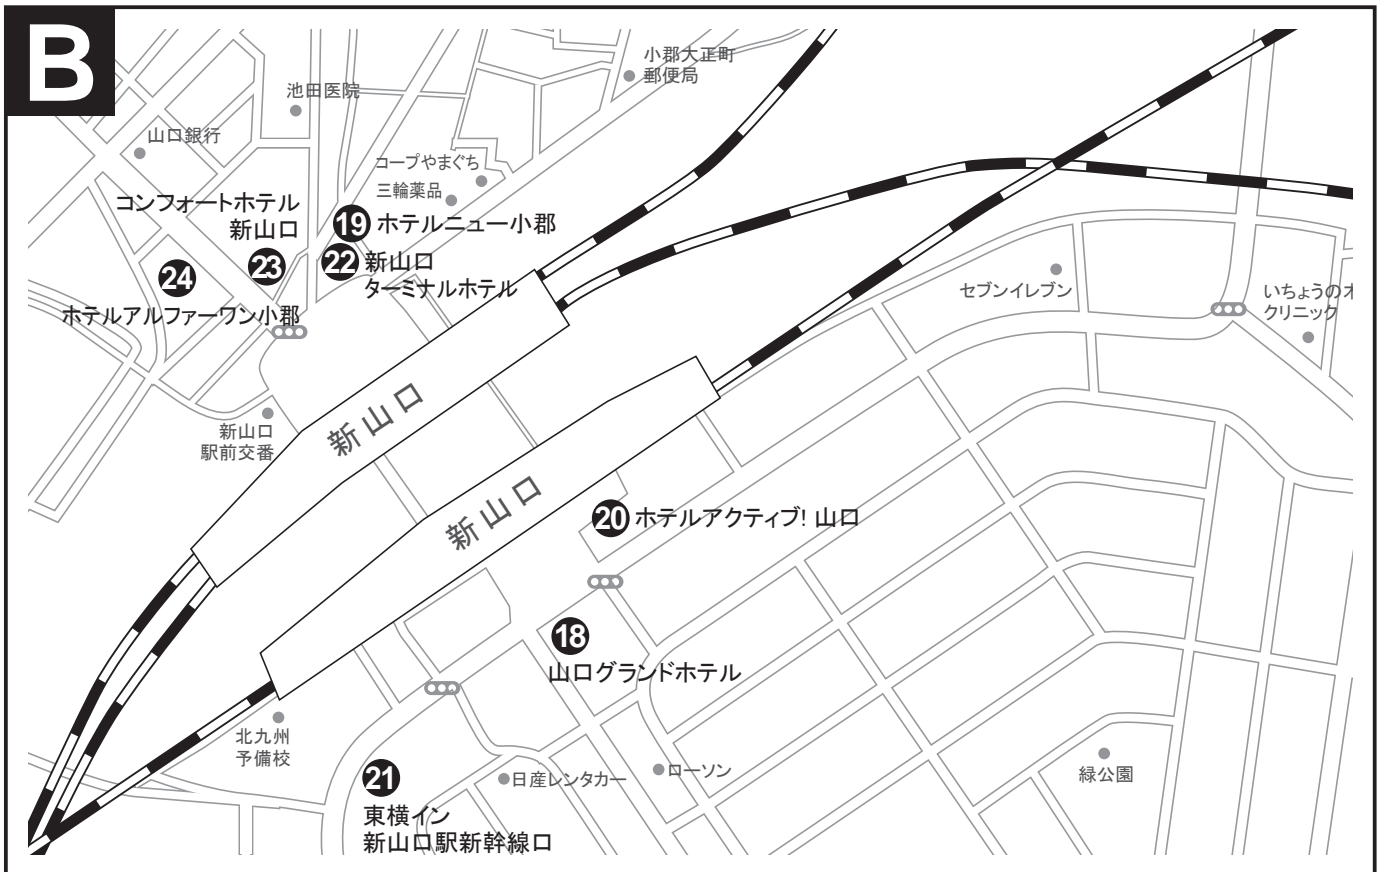 B
小郡大正町
郵便局
池田医院
山口銀行
コープやまぐち
三輪薬品
コンフォートホテル
新山口
19 ホテルニュー小郡
23
22 新山口
ターミナルホテル
24
ホテルアルファーワン小郡
セブンイレブン
いちょうのオ
クリニック
新山口
新山口
駅前交番
新山口
20 ホテルアクティブ! 山口
18
山口グランドホテル
北九州
予備校
21
東横イン
新山口駅新幹線口
日産レンタカー
ローソン
緑公園